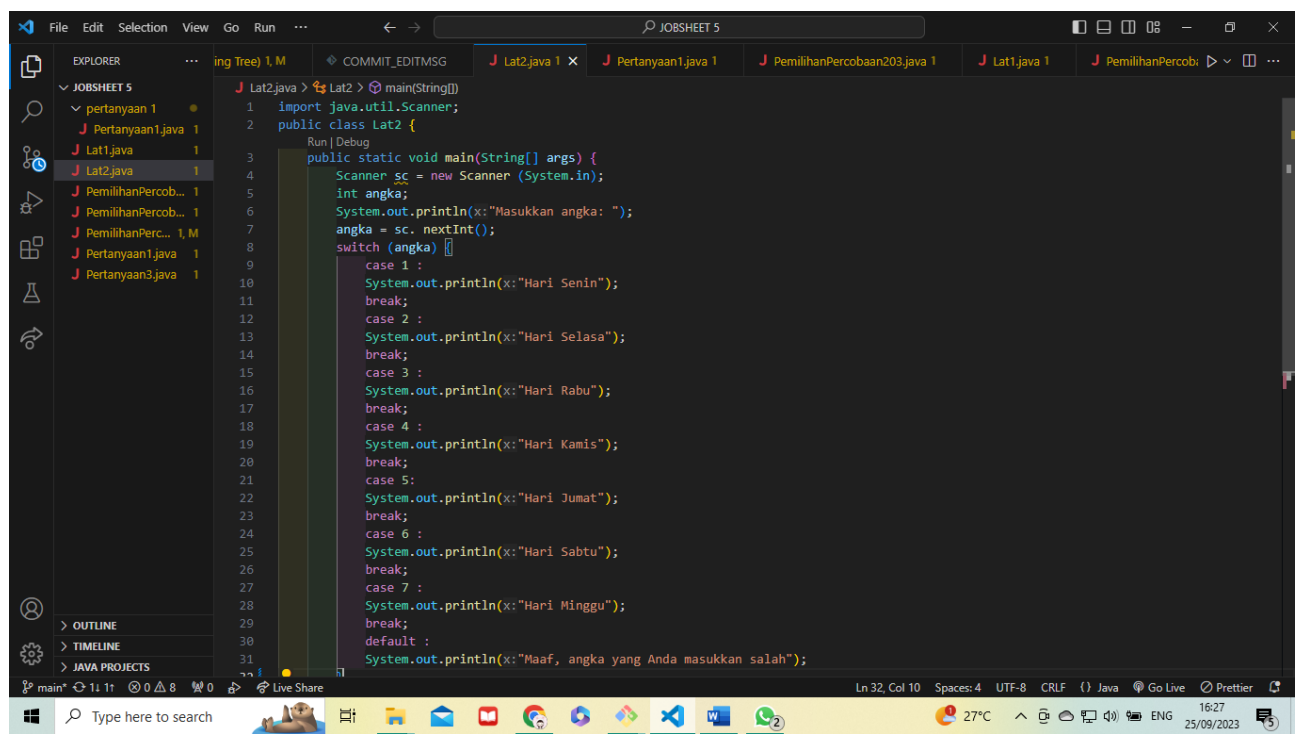 File Edit Selection View Go Run ··· JOBSHEET 5
EXPLORER ···
ing Tree) 1, M COMMIT_EDITMSG J Lat2.java 1 J Pertanyaan1.java 1 J PemilihanPercobaan203.java 1 J Lat1.java 1 J PemilihanPercoba ···
JOBSHEET 5
pertanyaan 1
J Pertanyaan1.java 1
J Lat1.java 1
J Lat2.java 1
J PemilihanPercob... 1
J PemilihanPercob... 1
J PemilihanPerc... 1, M
J Pertanyaan1.java 1
J Pertanyaan3.java 1
OUTLINE
TIMELINE
JAVA PROJECTS
J Lat2.java > Lat2 > main(String[])
1 import java.util.Scanner;
2 public class Lat2 {
Run | Debug
3 public static void main(String[] args) {
4 Scanner sc = new Scanner (System.in);
5 int angka;
6 System.out.println(x:"Masukkan angka: ");
7 angka = sc. nextInt();
8 switch (angka) {
9 case 1 :
10 System.out.println(x:"Hari Senin");
11 break;
12 case 2 :
13 System.out.println(x:"Hari Selasa");
14 break;
15 case 3 :
16 System.out.println(x:"Hari Rabu");
17 break;
18 case 4 :
19 System.out.println(x:"Hari Kamis");
20 break;
21 case 5:
22 System.out.println(x:"Hari Jumat");
23 break;
24 case 6 :
25 System.out.println(x:"Hari Sabtu");
26 break;
27 case 7 :
28 System.out.println(x:"Hari Minggu");
29 break;
30 default :
31 System.out.println(x:"Maaf, angka yang Anda masukkan salah");
32 }
main* 1↓ 1↑ 0 8 0 Live Share Ln 32, Col 10 Spaces: 4 UTF-8 CRLF {} Java Go Live Prettier
Type here to search 2 27°C ENG 16:27 5
25/09/2023